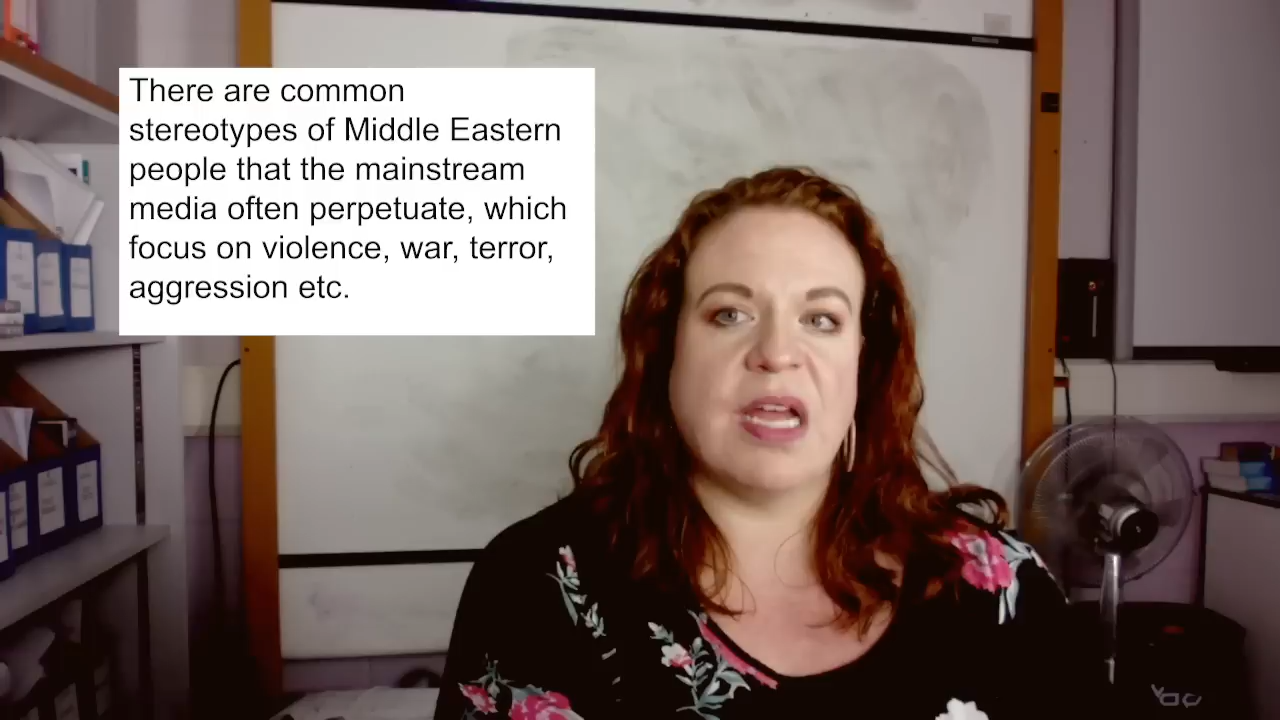 There are common
stereotypes of Middle Eastern
people that the mainstream
media often perpetuate, which
focus on violence, war, terror,
aggression etc.